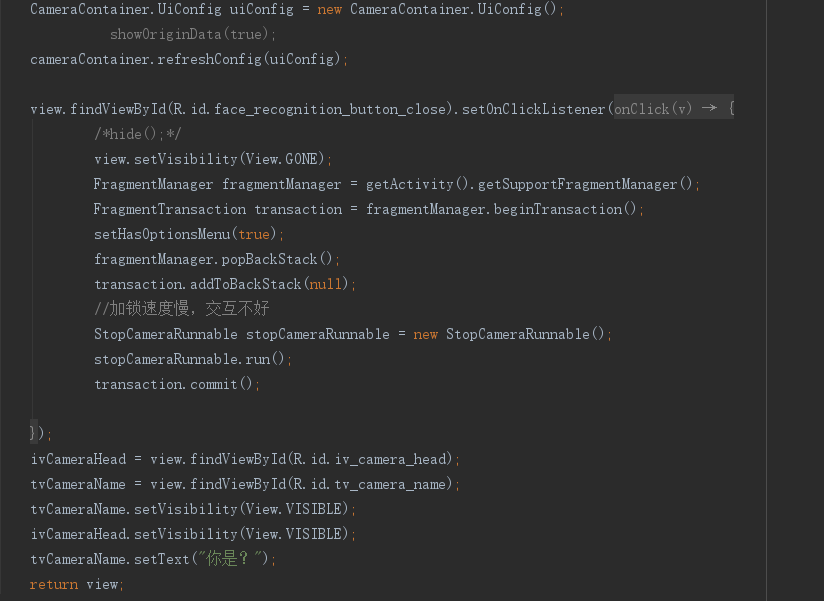 CameraContainer.UiConfig uiConfig = new CameraContainer.UiConfig();
showOriginData(true);
cameraContainer.refreshConfig(uiConfig);
view.findViewById(R.id.face_recognition_button_close).setOnClickListener(onClick(v) → {
/*hide();*/
view.setVisibility(View.GONE);
FragmentManager fragmentManager = getActivity().getSupportFragmentManager();
FragmentTransaction transaction = fragmentManager.beginTransaction();
setHasOptionsMenu(true);
fragmentManager.popBackStack();
transaction.addToBackStack(null);
//加锁速度慢，交互不好
StopCameraRunnable stopCameraRunnable = new StopCameraRunnable();
stopCameraRunnable.run();
transaction.commit();
});
ivCameraHead = view.findViewById(R.id.iv_camera_head);
tvCameraName = view.findViewById(R.id.tv_camera_name);
tvCameraName.setVisibility(View.VISIBLE);
ivCameraHead.setVisibility(View.VISIBLE);
tvCameraName.setText("你是？");
return view;